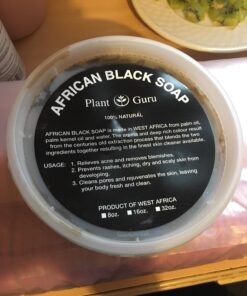 AFRICAN BLACK SOAP
Plant Guru
100% NATURAL
AFRICAN BLACK SOAP is made in WEST AFRICA from palm oil,
palm kernel oil and water. The aroma and deep rich colour result
from the centuries old extraction process that blends the two
ingredients together resulting in the finest skin cleaner available.
USAGE: 1. Relieves acne and removes blemishes.
2. Prevents rashes, itching, dry and scaly skin from
developing.
3. Cleans pores and rejuvenates the skin, leaving
your body fresh and clean.
PRODUCT OF WEST AFRICA
8oz. 16oz. 32oz.